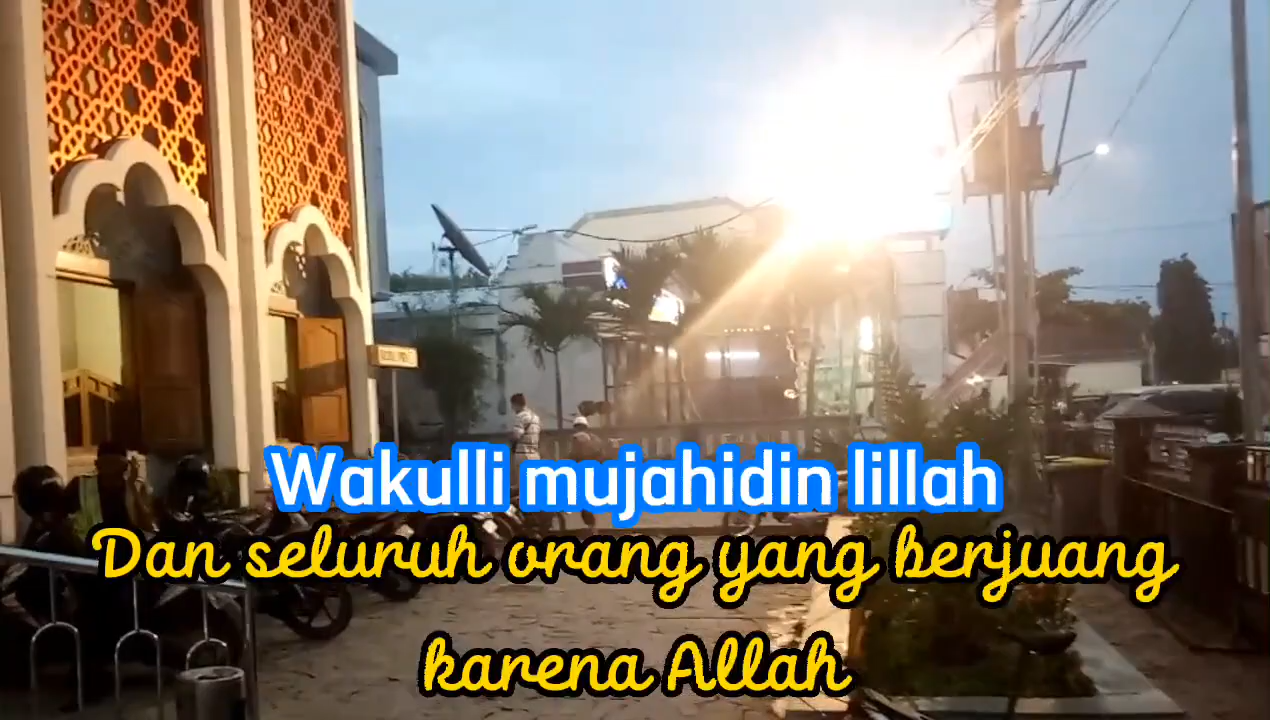 Wakulli mujahidin lillah
Dan seluruh orang yang berjuang
karena Allah